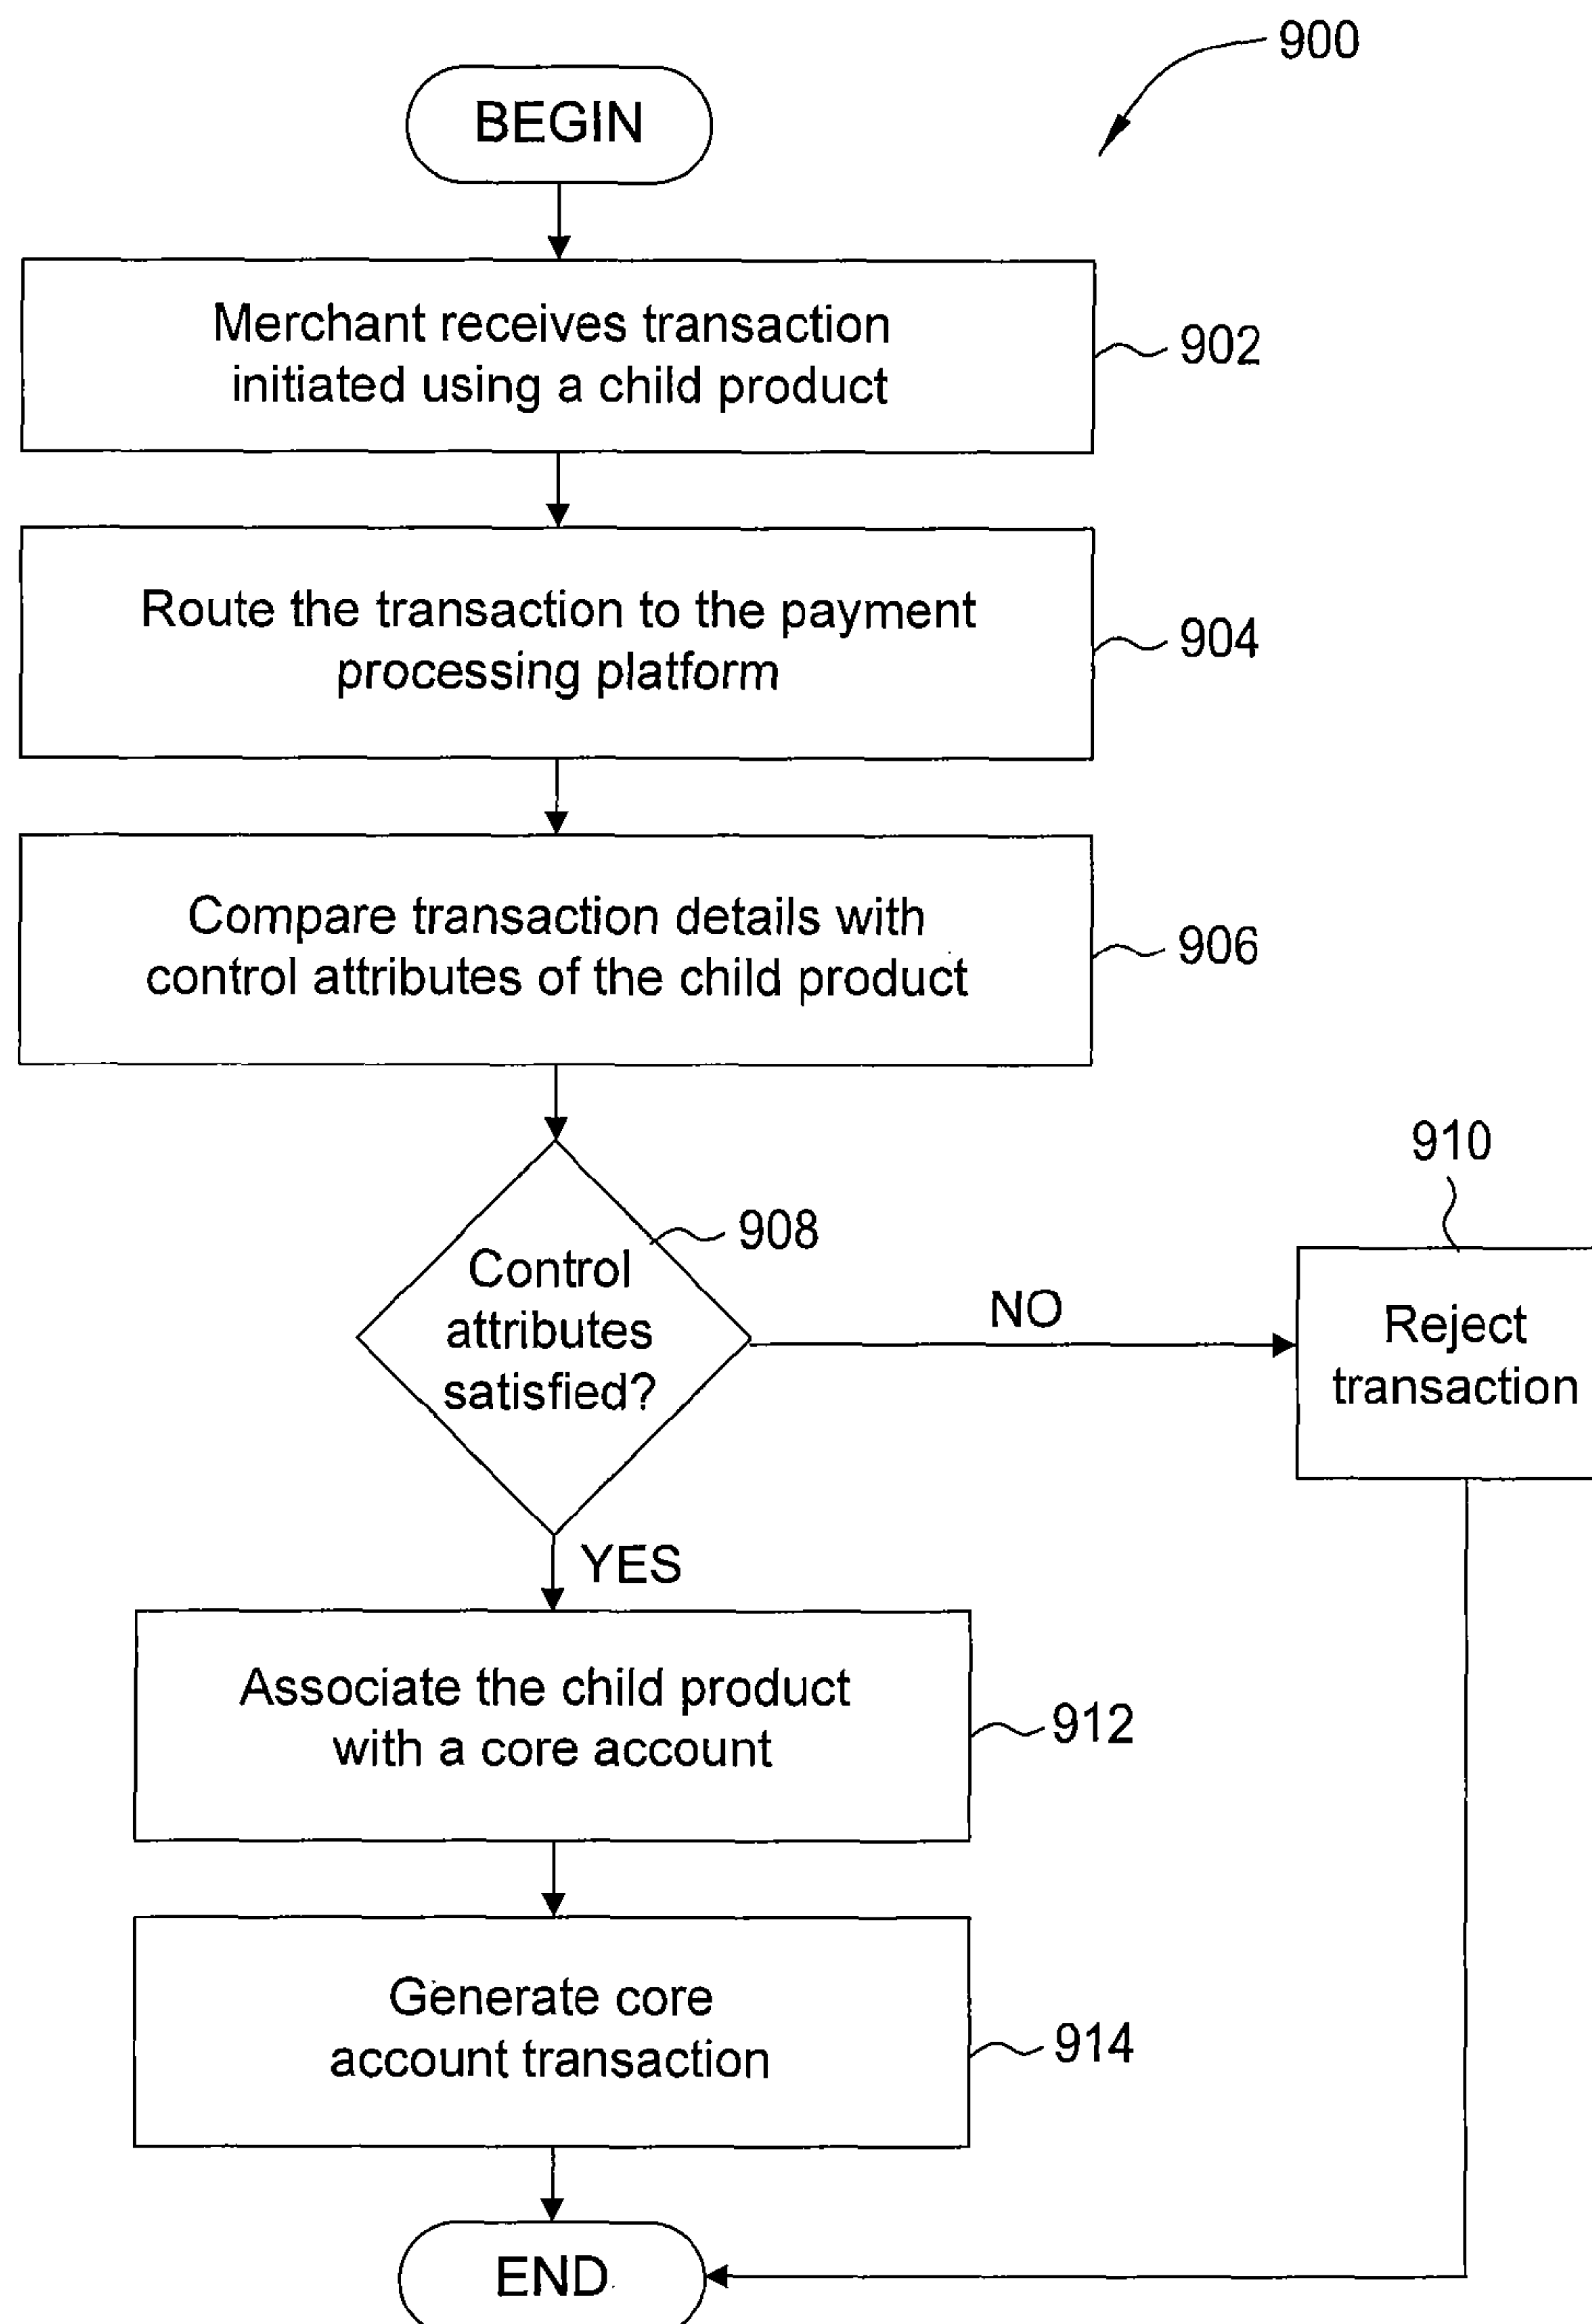 900
BEGIN
Merchant receives transaction
initiated using a child product
902
Route the transaction to the payment
processing platform
904
Compare transaction details with
control attributes of the child product
906
910
908
Control
attributes
satisfied?
NO
Reject
transaction
YES
Associate the child product
with a core account
912
Generate core
account transaction
914
END